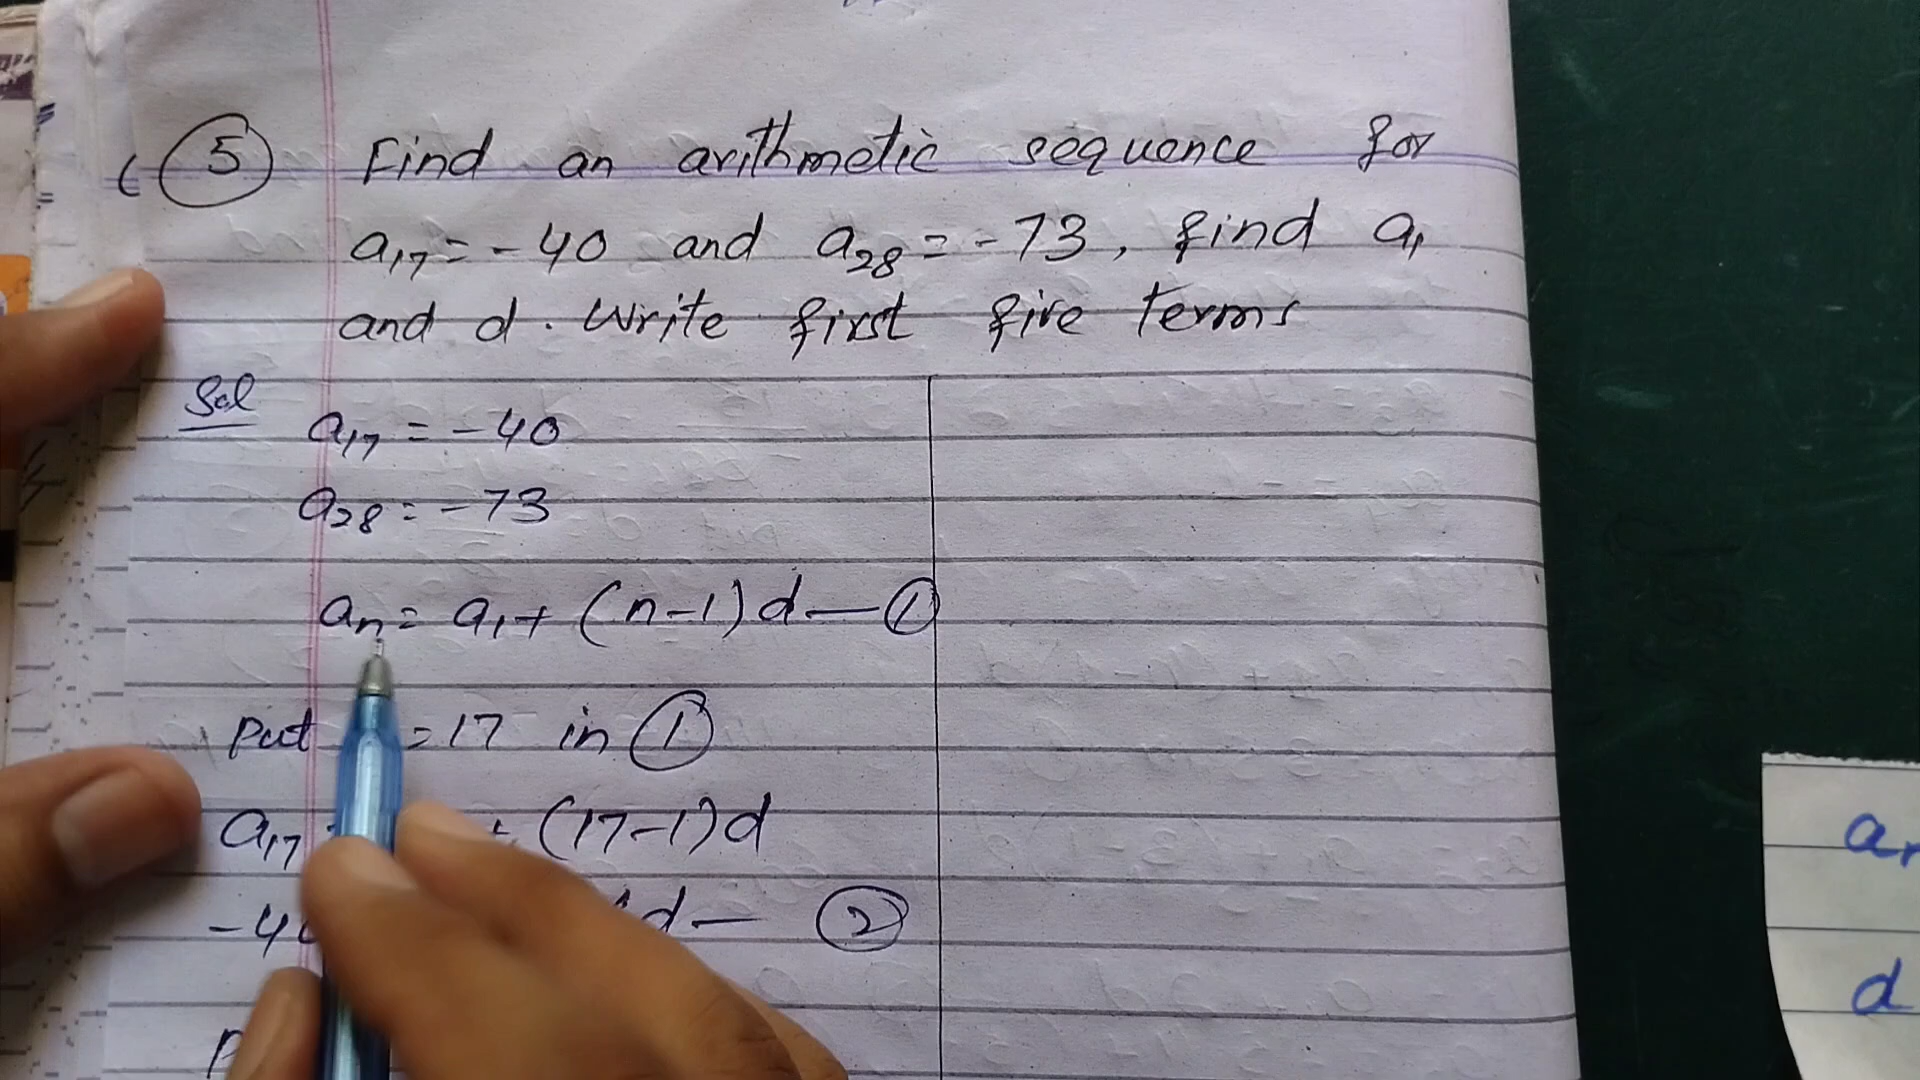 (5) Find an arithmetic sequence for
a₁₇ = -40 and a₂₈ = -73, find a₁
and d. Write first five terms
Sol
a₁₇ = -40
a₂₈ = -73
aₙ = a₁ + (n-1)d — (1)
Put = 17 in (1)
a₁₇ + (17-1)d
-40 d — (2)
P
a
d